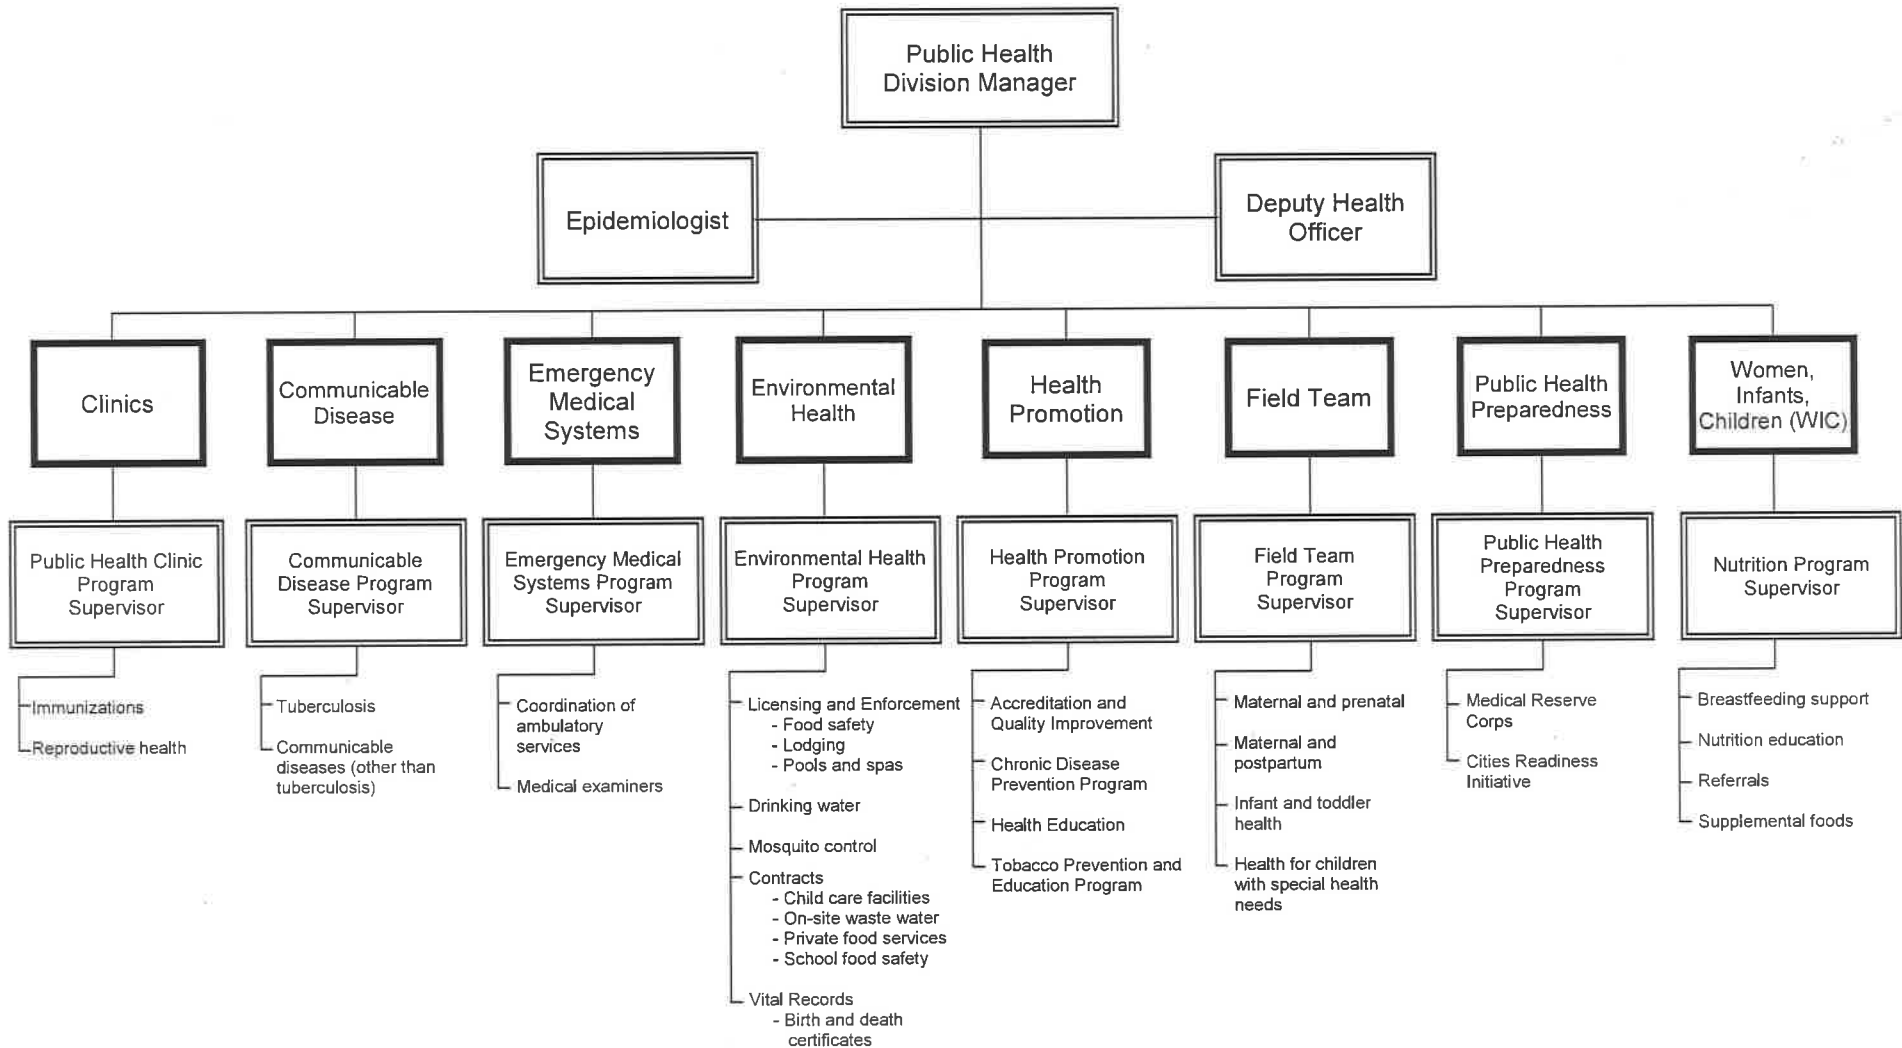 Public Health
Division Manager
Epidemiologist
Deputy Health
Officer
Clinics
Communicable
Disease
Emergency
Medical
Systems
Environmental
Health
Health
Promotion
Field Team
Public Health
Preparedness
Women,
Infants,
Children (WIC)
Public Health Clinic
Program
Supervisor
Communicable
Disease Program
Supervisor
Emergency Medical
Systems Program
Supervisor
Environmental Health
Program
Supervisor
Health Promotion
Program
Supervisor
Field Team
Program
Supervisor
Public Health
Preparedness
Program
Supervisor
Nutrition Program
Supervisor
Immunizations
Reproductive health
Tuberculosis
Communicable
diseases (other than
tuberculosis)
Coordination of
ambulatory
services
Medical examiners
Licensing and Enforcement
- Food safety
- Lodging
- Pools and spas
Drinking water
Mosquito control
Contracts
- Child care facilities
- On-site waste water
- Private food services
- School food safety
Vital Records
- Birth and death
certificates
Accreditation and
Quality Improvement
Chronic Disease
Prevention Program
Health Education
Tobacco Prevention and
Education Program
Maternal and prenatal
Maternal and
postpartum
Infant and toddler
health
Health for children
with special health
needs
Medical Reserve
Corps
Cities Readiness
Initiative
Breastfeeding support
Nutrition education
Referrals
Supplemental foods